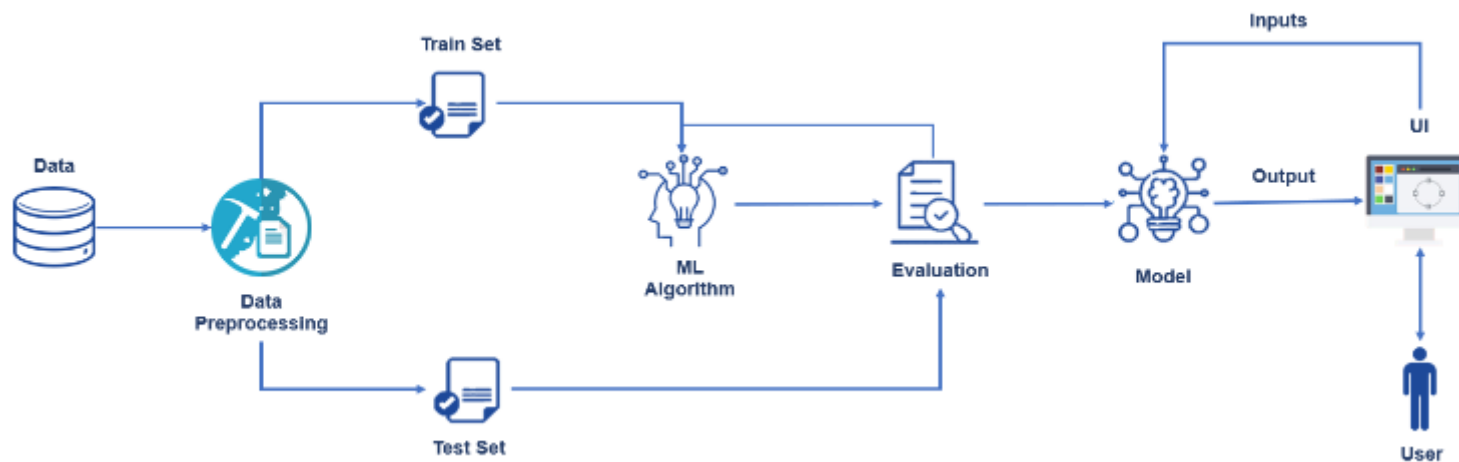 Inputs
Train Set
UI
Data
Output
ML
Algorithm
Evaluation
Model
Data
Preprocessing
Test Set
User